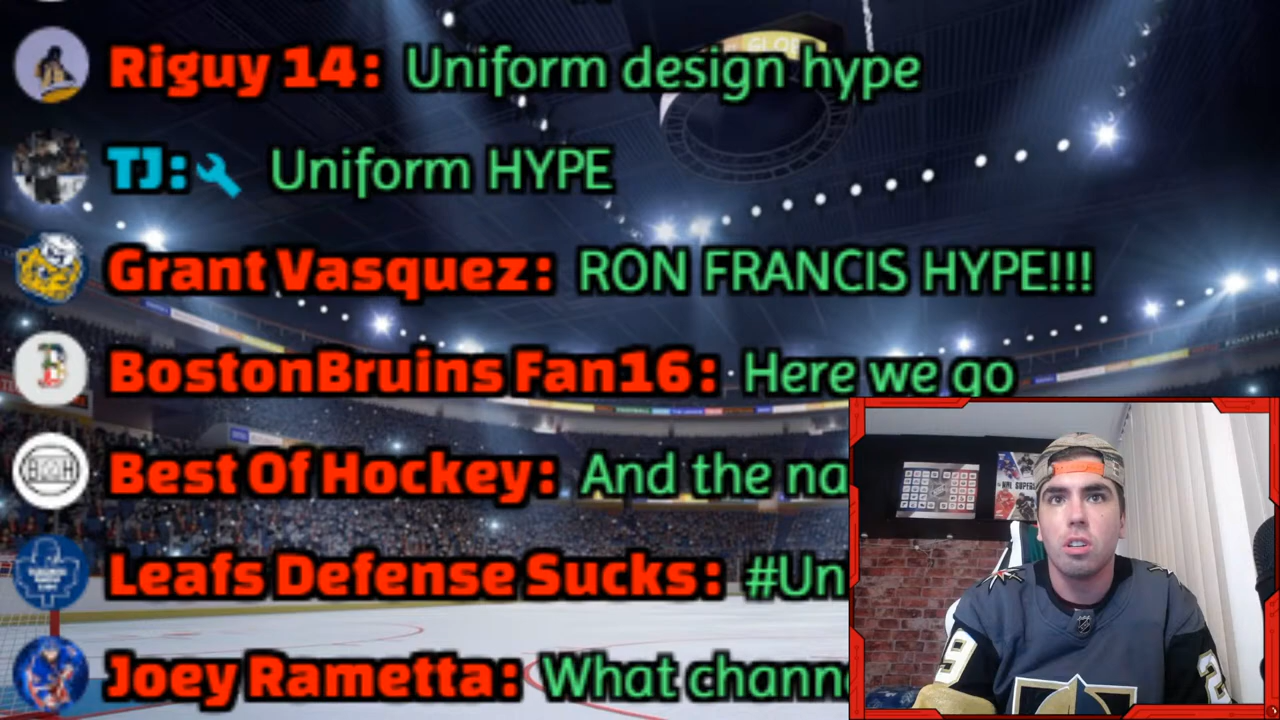 GLOB
Riguy 14: Uniform design hype
TJ: Uniform HYPE
Grant Vasquez: RON FRANCIS HYPE!!!
BostonBruins Fan16: Here we go
Best Of Hockey: And the na
Leafs Defense Sucks: #Un
Joey Rametta: What chann